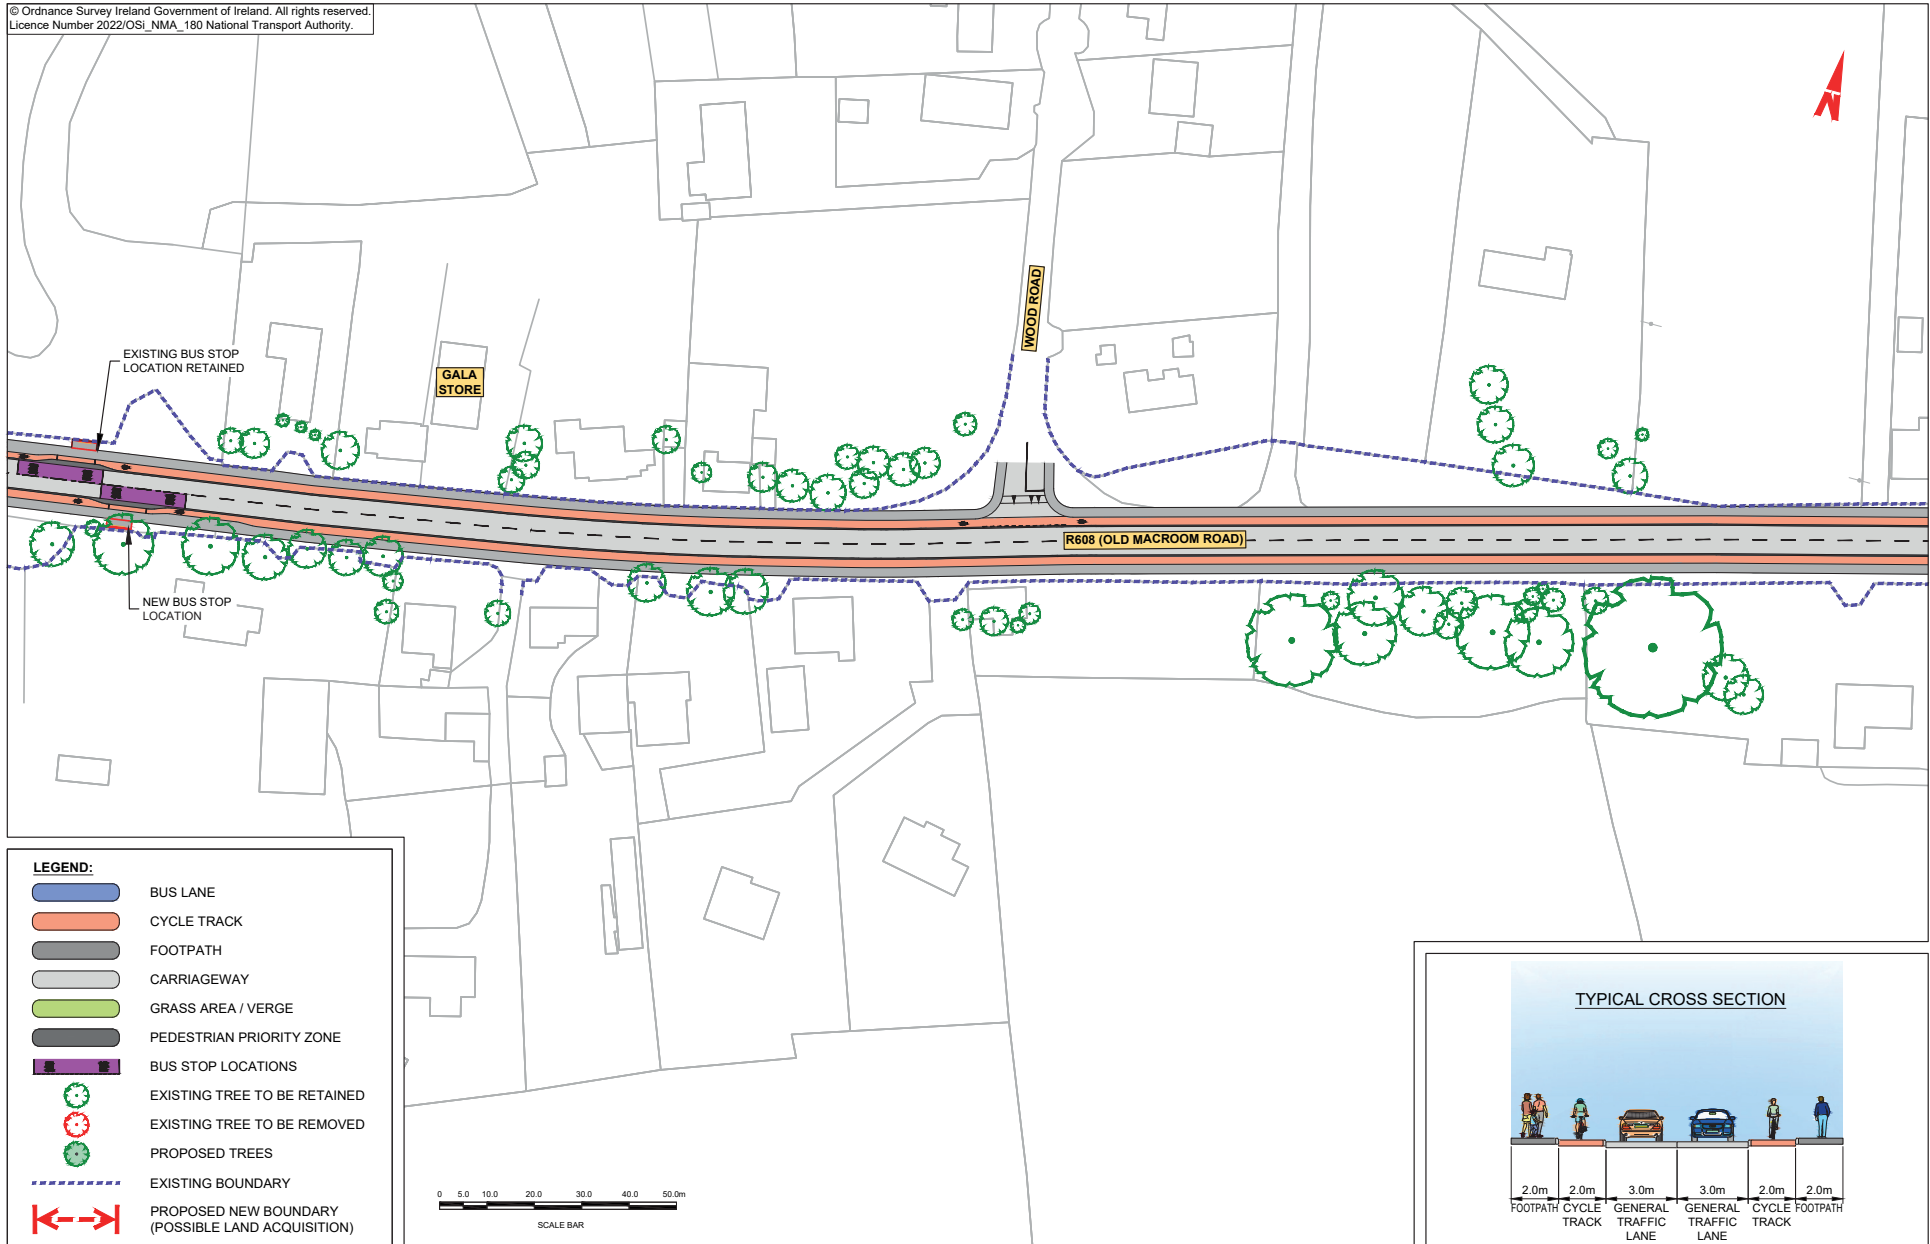 © Ordnance Survey Ireland Government of Ireland. All rights reserved.
Licence Number 2022/OSi_NMA_180 National Transport Authority.
N
WOOD ROAD
EXISTING BUS STOP
LOCATION RETAINED
GALA
STORE
R608 (OLD MACROOM ROAD)
NEW BUS STOP
LOCATION
LEGEND:
BUS LANE
CYCLE TRACK
FOOTPATH
CARRIAGEWAY
GRASS AREA / VERGE
PEDESTRIAN PRIORITY ZONE
BUS STOP LOCATIONS
EXISTING TREE TO BE RETAINED
EXISTING TREE TO BE REMOVED
PROPOSED TREES
EXISTING BOUNDARY
PROPOSED NEW BOUNDARY
(POSSIBLE LAND ACQUISITION)
0 5.0 10.0 20.0 30.0 40.0 50.0m
SCALE BAR
TYPICAL CROSS SECTION
2.0m 2.0m 3.0m 3.0m 2.0m 2.0m
FOOTPATH CYCLE GENERAL GENERAL CYCLE FOOTPATH
TRACK TRAFFIC TRAFFIC TRACK
LANE LANE